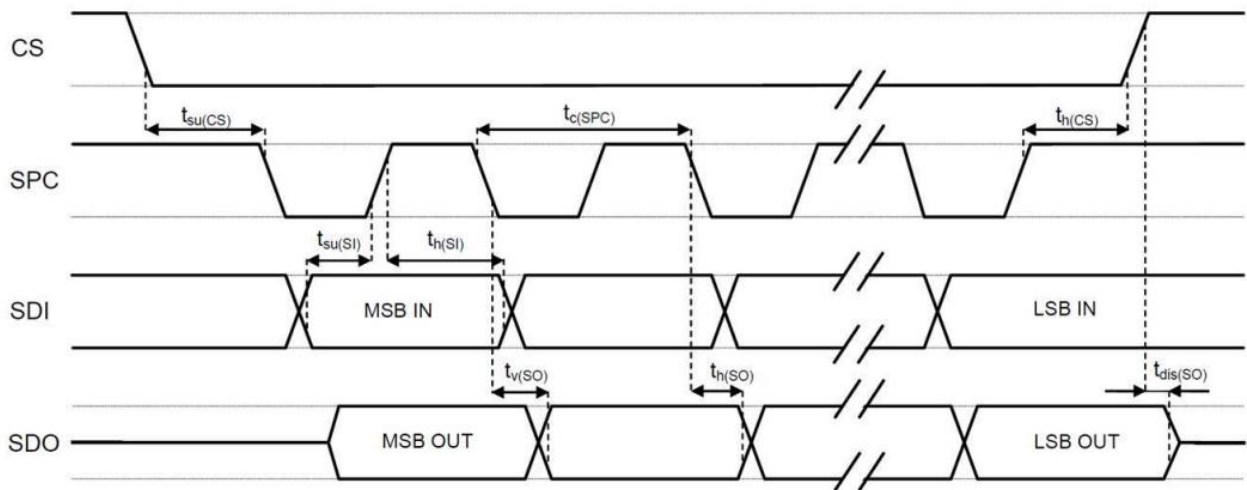 CS
t_su(CS) t_c(SPC) t_h(CS)
SPC
t_su(SI) t_h(SI)
SDI MSB IN LSB IN
t_v(SO) t_h(SO) t_dis(SO)
SDO MSB OUT LSB OUT